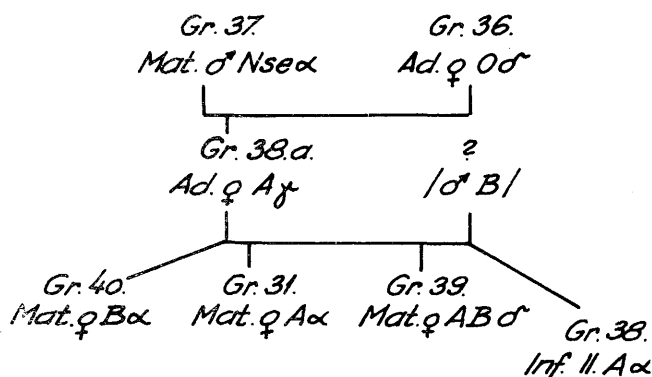 Gr. 37.
Mat. ♂ Nse α
Gr. 36.
Ad. ♀ O ♂
Gr. 38.a.
Ad. ♀ A γ
?
/♂ B/
Gr. 40.
Mat. ♀ B α
Gr. 31.
Mat. ♀ A α
Gr. 39.
Mat. ♀ AB ♂
Gr. 38.
Inf. II. A α